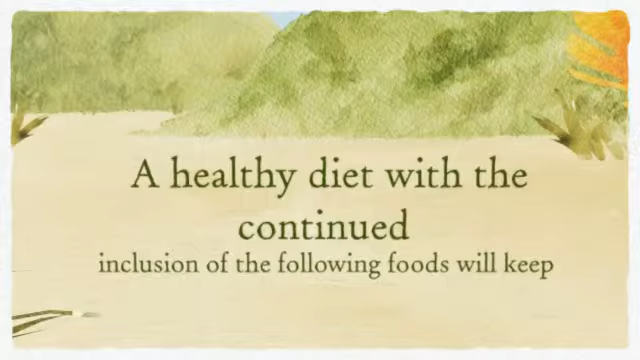 A healthy diet with the
continued
inclusion of the following foods will keep